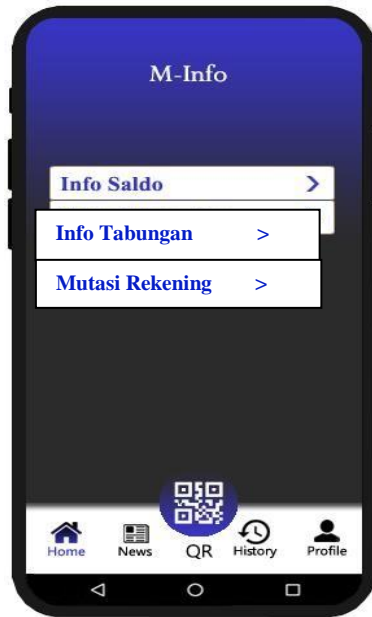 M-Info
Info Saldo >
Info Tabungan >
Mutasi Rekening >
Home News QR History Profile